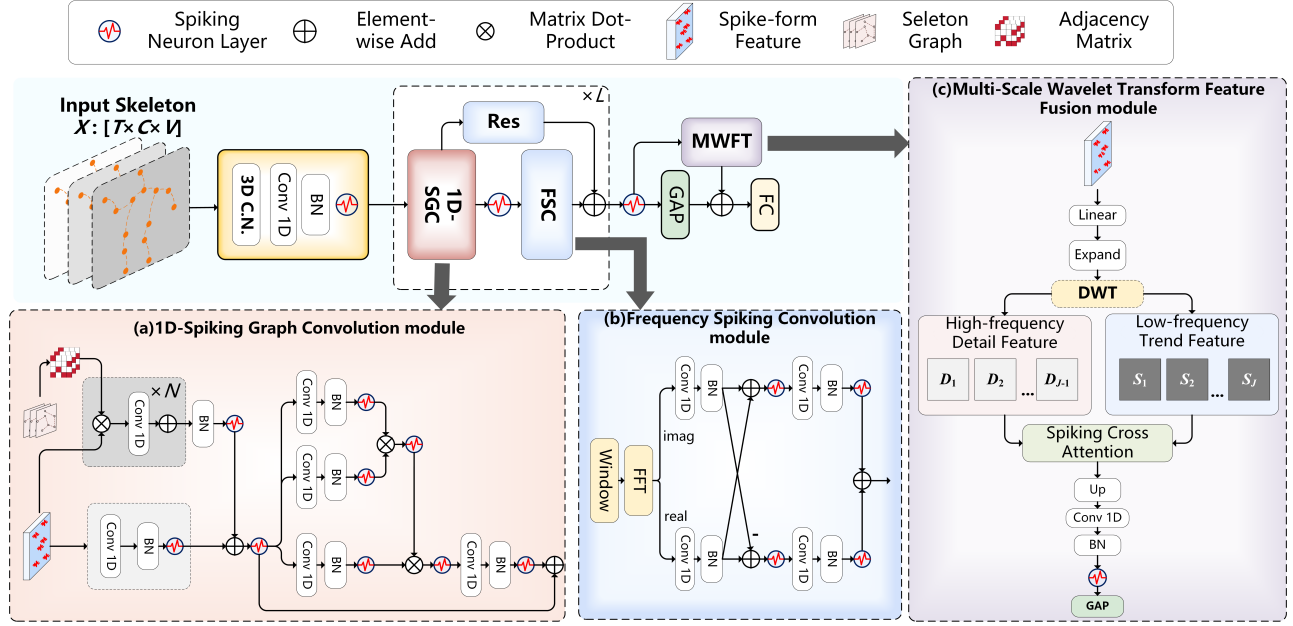 Spiking
Neuron Layer
Element-
wise Add
Matrix Dot-
Product
Spike-form
Feature
Seleton
Graph
Adjacency
Matrix
Input Skeleton
X : [T×C×V]
3D C.N.
Conv 1D
BN
×L
Res
1D-
SGC
FSC
MWFT
GAP
FC
(a)1D-Spiking Graph Convolution module
×N
Conv 1D
BN
Conv 1D
BN
Conv 1D
BN
Conv 1D
BN
Conv 1D
BN
Conv 1D
BN
(b)Frequency Spiking Convolution
module
Window
FFT
imag
real
Conv 1D
BN
Conv 1D
BN
-
Conv 1D
BN
Conv 1D
BN
(c)Multi-Scale Wavelet Transform Feature
Fusion module
Linear
Expand
DWT
High-frequency
Detail Feature
D1 D2 ... DJ-1
Low-frequency
Trend Feature
S1 S2 ... SJ
Spiking Cross
Attention
Up
Conv 1D
BN
GAP